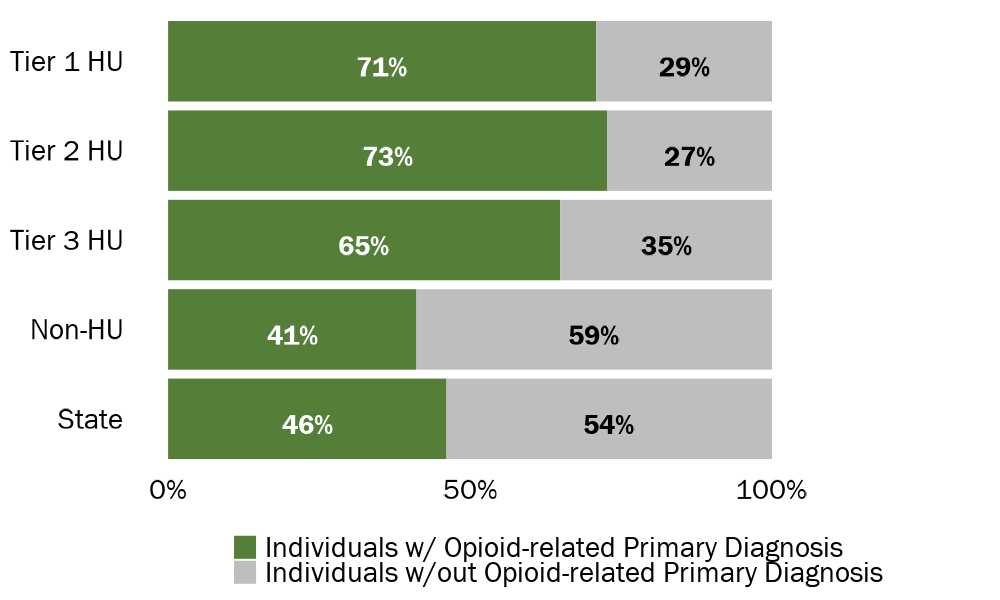 Tier 1 HU 71% 29%
Tier 2 HU 73% 27%
Tier 3 HU 65% 35%
Non-HU 41% 59%
State 46% 54%
0% 50% 100%
Individuals w/ Opioid-related Primary Diagnosis
Individuals w/out Opioid-related Primary Diagnosis